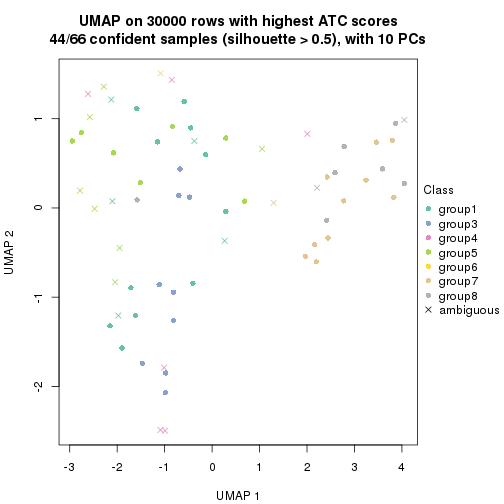 UMAP on 30000 rows with highest ATC scores
44/66 confident samples (silhouette > 0.5), with 10 PCs
UMAP 2
1
0
-1
-2
-3
-2
-1
0
1
2
3
4
UMAP 1
Class
group1
group3
group4
group5
group6
group7
group8
ambiguous